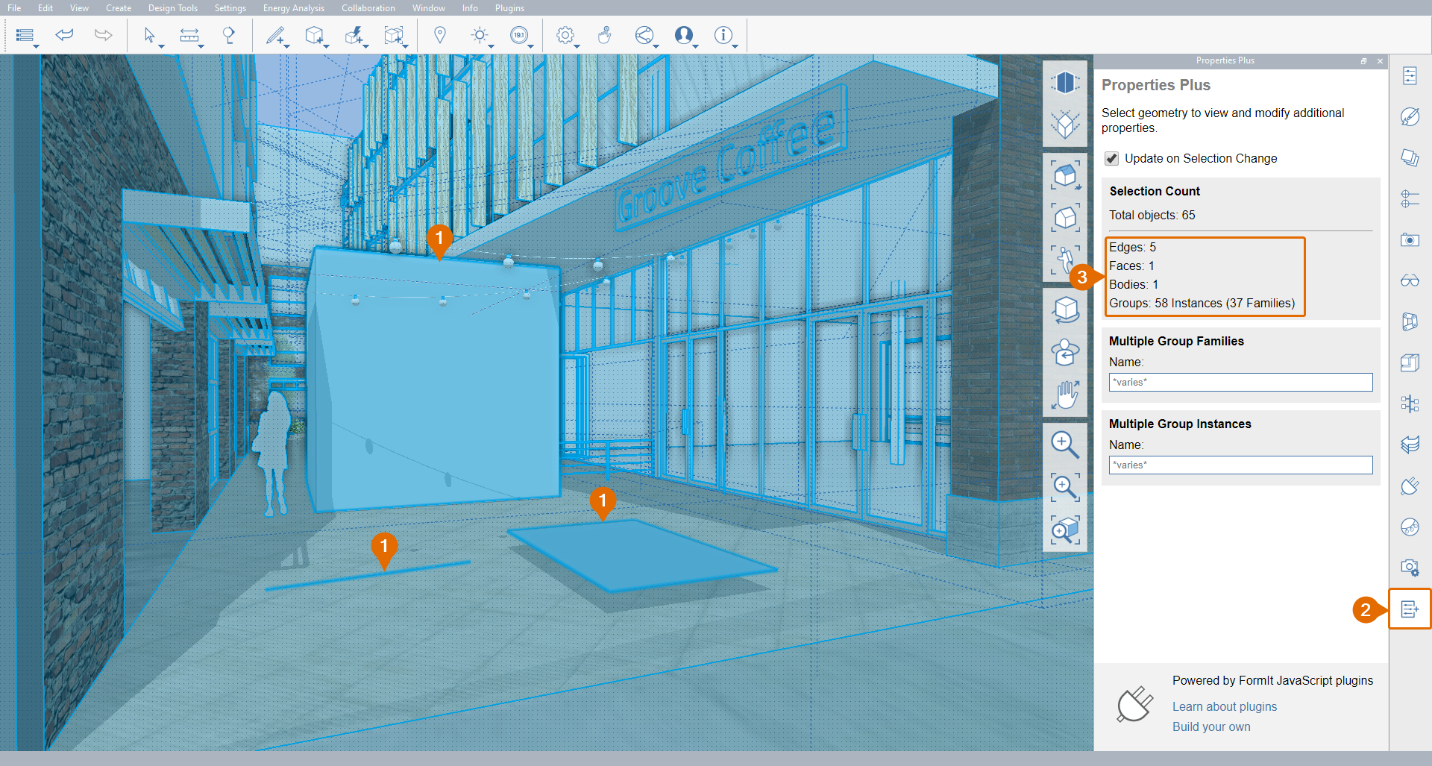 File Edit View Create Design Tools Settings Energy Analysis Collaboration Window Info Plugins
19.1
Properties Plus
Properties Plus
Select geometry to view and modify additional
properties.
Update on Selection Change
Selection Count
Total objects: 65
Edges: 5
Faces: 1
Bodies: 1
Groups: 58 Instances (37 Families)
Multiple Group Families
Name:
*varies*
Multiple Group Instances
Name:
*varies*
Groove Coffee
1
1
1
3
2
Powered by FormIt JavaScript plugins
Learn about plugins
Build your own